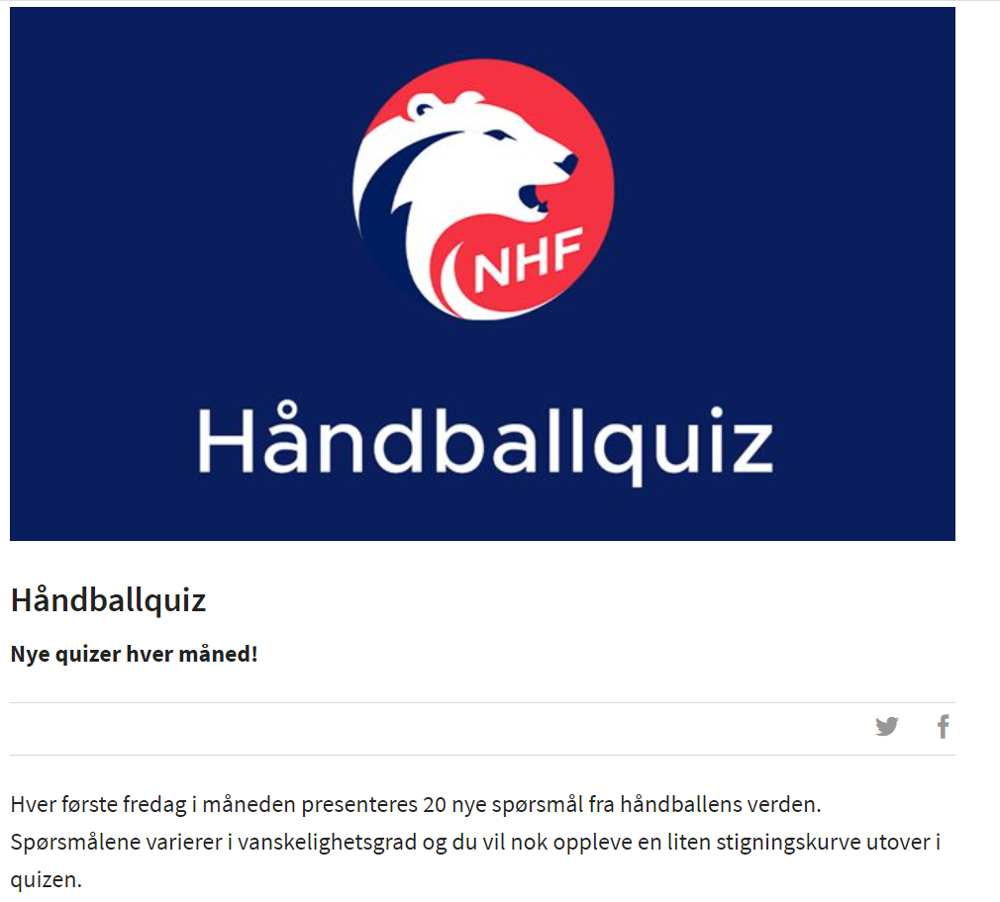 NHF
Håndballquiz
Håndballquiz
Nye quizer hver måned!
Hver første fredag i måneden presenteres 20 nye spørsmål fra håndballens verden.
Spørsmålene varierer i vanskelighetsgrad og du vil nok oppleve en liten stigningskurve utover i
quizen.